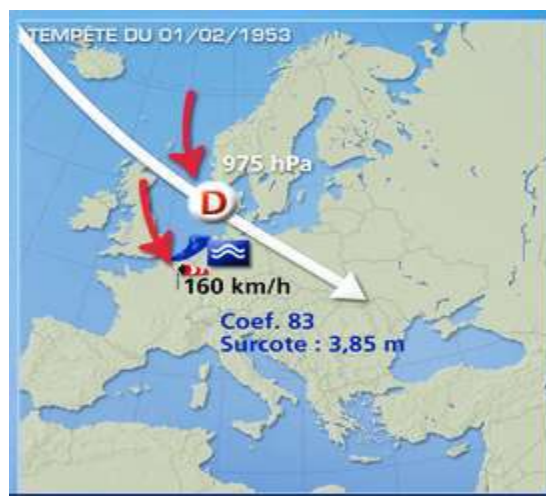 TEMPÊTE DU 01/02/1953
975 hPa
D
160 km/h
Coef. 83
Surcote : 3,85 m